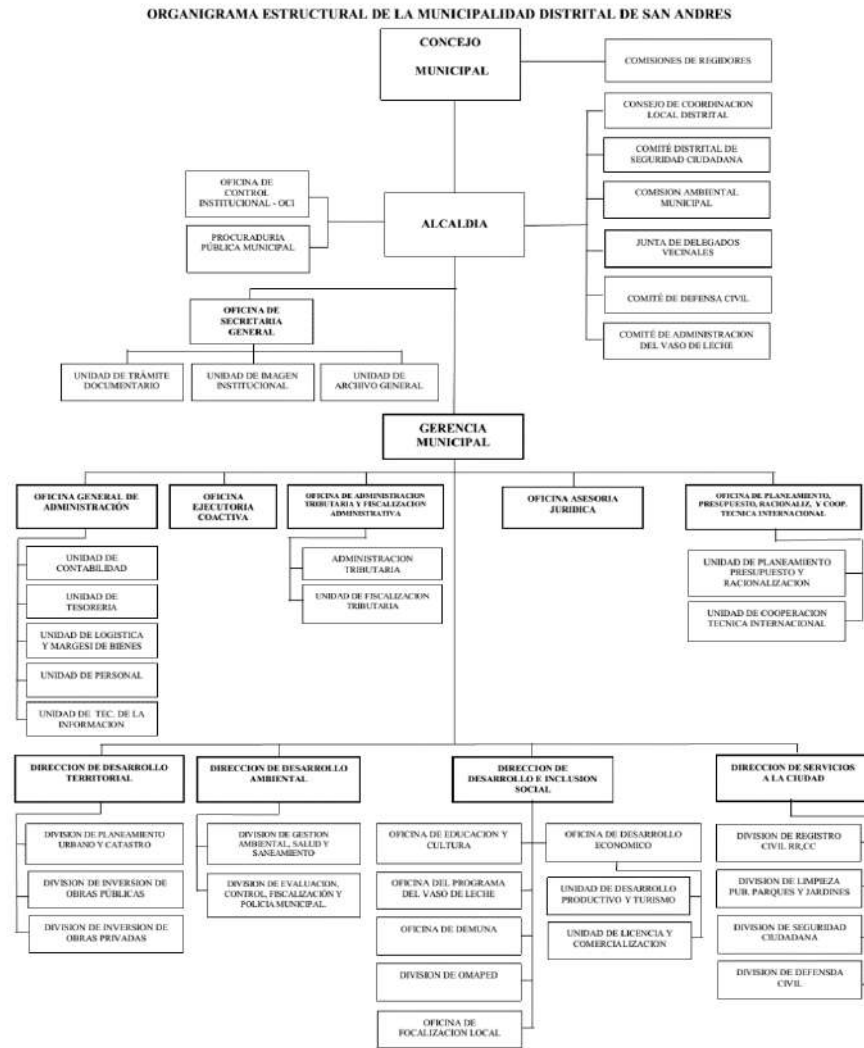 ORGANIGRAMA ESTRUCTURAL DE LA MUNICIPALIDAD DISTRITAL DE SAN ANDRES
CONCEJO
MUNICIPAL
COMISIONES DE REGIDORES
CONSEJO DE COORDINACION
LOCAL DISTRITAL
COMITÉ DISTRITAL DE
SEGURIDAD CIUDADANA
COMISION AMBIENTAL
MUNICIPAL
JUNTA DE DELEGADOS
VECINALES
COMITÉ DE DEFENSA CIVIL
COMITÉ DE ADMINISTRACION
DEL VASO DE LECHE
OFICINA DE
CONTROL
INSTITUCIONAL - OCI
PROCURADURIA
PÚBLICA MUNICIPAL
ALCALDIA
OFICINA DE
SECRETARIA
GENERAL
UNIDAD DE TRÁMITE
DOCUMENTARIO
UNIDAD DE IMAGEN
INSTITUCIONAL
UNIDAD DE
ARCHIVO GENERAL
GERENCIA
MUNICIPAL
OFICINA GENERAL DE
ADMINISTRACIÓN
OFICINA
EJECUTORIA
COACTIVA
OFICINA DE ADMINISTRACION
TRIBUTARIA Y FISCALIZACION
ADMINISTRATIVA
OFICINA ASESORIA
JURIDICA
OFICINA DE PLANEAMIENTO,
PRESUPUESTO, RACIONALIZ, Y COOP.
TECNICA INTERNACIONAL
UNIDAD DE
CONTABILIDAD
UNIDAD DE
TESORERIA
UNIDAD DE LOGISTICA
Y MARGESI DE BIENES
UNIDAD DE PERSONAL
UNIDAD DE TEC. DE LA
INFORMACION
ADMINISTRACION
TRIBUTARIA
UNIDAD DE FISCALIZACION
TRIBUTARIA
UNIDAD DE PLANEAMIENTO
PRESUPUESTO Y
RACIONALIZACION
UNIDAD DE COOPERACION
TECNICA INTERNACIONAL
DIRECCION DE DESARROLLO
TERRITORIAL
DIRECCION DE DESARROLLO
AMBIENTAL
DIRECCION DE
DESARROLLO E INCLUSION
SOCIAL
DIRECCION DE SERVICIOS
A LA CIUDAD
DIVISION DE PLANEAMIENTO
URBANO Y CATASTRO
DIVISION DE INVERSION DE
OBRAS PÚBLICAS
DIVISION DE INVERSION DE
OBRAS PRIVADAS
DIVISION DE GESTION
AMBIENTAL, SALUD Y
SANEAMIENTO
DIVISION DE EVALUACION,
CONTROL, FISCALIZACIÓN Y
POLICIA MUNICIPAL.
OFICINA DE EDUCACION Y
CULTURA
OFICINA DEL PROGRAMA
DEL VASO DE LECHE
OFICINA DE DEMUNA
DIVISION DE OMAPED
OFICINA DE
FOCALIZACION LOCAL
OFICINA DE DESARROLLO
ECONOMICO
UNIDAD DE DESARROLLO
PRODUCTIVO Y TURISMO
UNIDAD DE LICENCIA Y
COMERCIALIZACION
DIVISION DE REGISTRO
CIVIL RR,CC
DIVISION DE LIMPIEZA
PUB. PARQUES Y JARDINES
DIVISION DE SEGURIDAD
CIUDADANA
DIVISION DE DEFENSDA
CIVIL